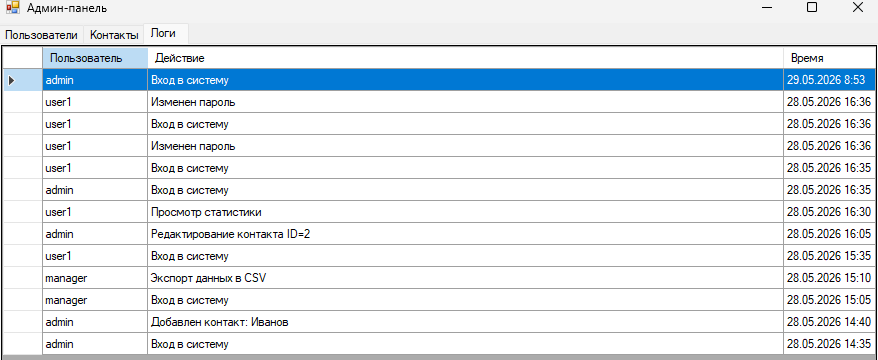 Админ-панель
Пользователи Контакты Логи
Пользователь Действие Время
admin Вход в систему 29.05.2026 8:53
user1 Изменен пароль 28.05.2026 16:36
user1 Вход в систему 28.05.2026 16:36
user1 Изменен пароль 28.05.2026 16:36
user1 Вход в систему 28.05.2026 16:35
admin Вход в систему 28.05.2026 16:35
user1 Просмотр статистики 28.05.2026 16:30
admin Редактирование контакта ID=2 28.05.2026 16:05
user1 Вход в систему 28.05.2026 15:35
manager Экспорт данных в CSV 28.05.2026 15:10
manager Вход в систему 28.05.2026 15:05
admin Добавлен контакт: Иванов 28.05.2026 14:40
admin Вход в систему 28.05.2026 14:35